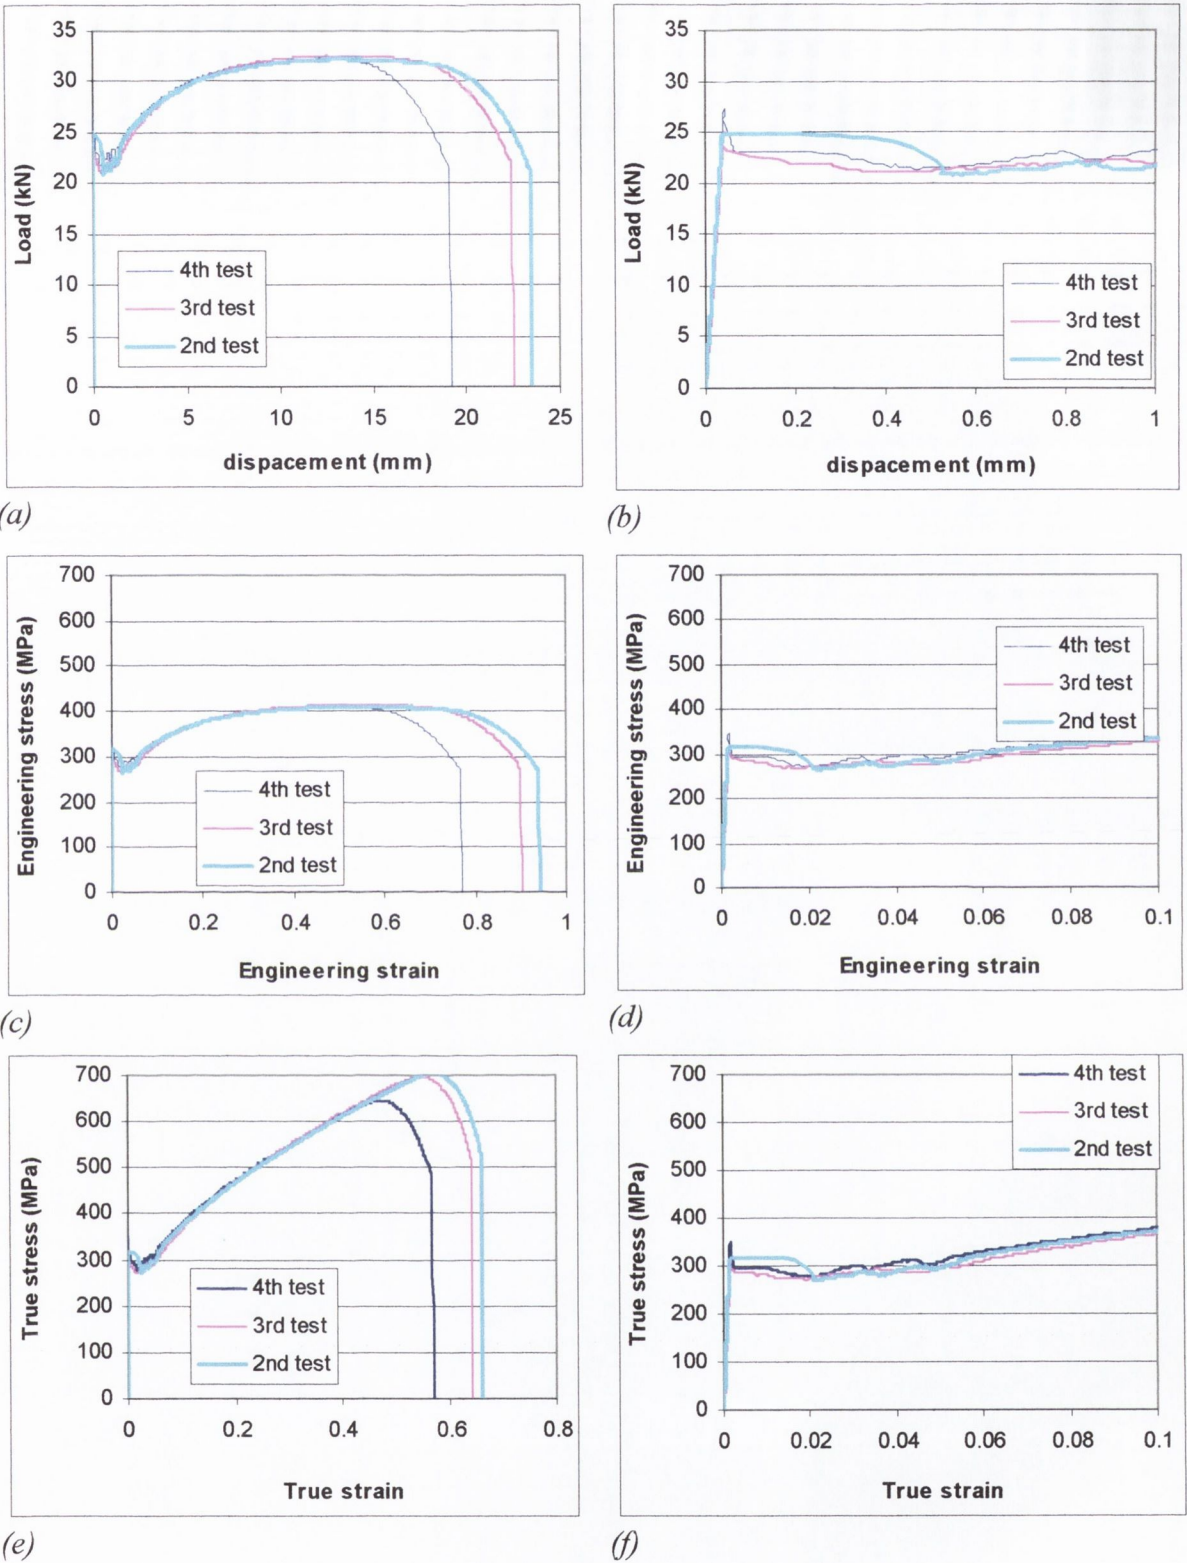 35
30
25
20
15
10
5
0
Load (kN)
4th test
3rd test
2nd test
0 5 10 15 20 25
dispacement (mm)
(a)
35
30
25
20
15
10
5
0
Load (kN)
4th test
3rd test
2nd test
0 0.2 0.4 0.6 0.8 1
dispacement (mm)
(b)
700
600
500
400
300
200
100
0
Engineering stress (MPa)
4th test
3rd test
2nd test
0 0.2 0.4 0.6 0.8 1
Engineering strain
(c)
700
600
500
400
300
200
100
0
Engineering stress (MPa)
4th test
3rd test
2nd test
0 0.02 0.04 0.06 0.08 0.1
Engineering strain
(d)
700
600
500
400
300
200
100
0
True stress (MPa)
4th test
3rd test
2nd test
0 0.2 0.4 0.6 0.8
True strain
(e)
700
600
500
400
300
200
100
0
True stress (MPa)
4th test
3rd test
2nd test
0 0.02 0.04 0.06 0.08 0.1
True strain
(f)